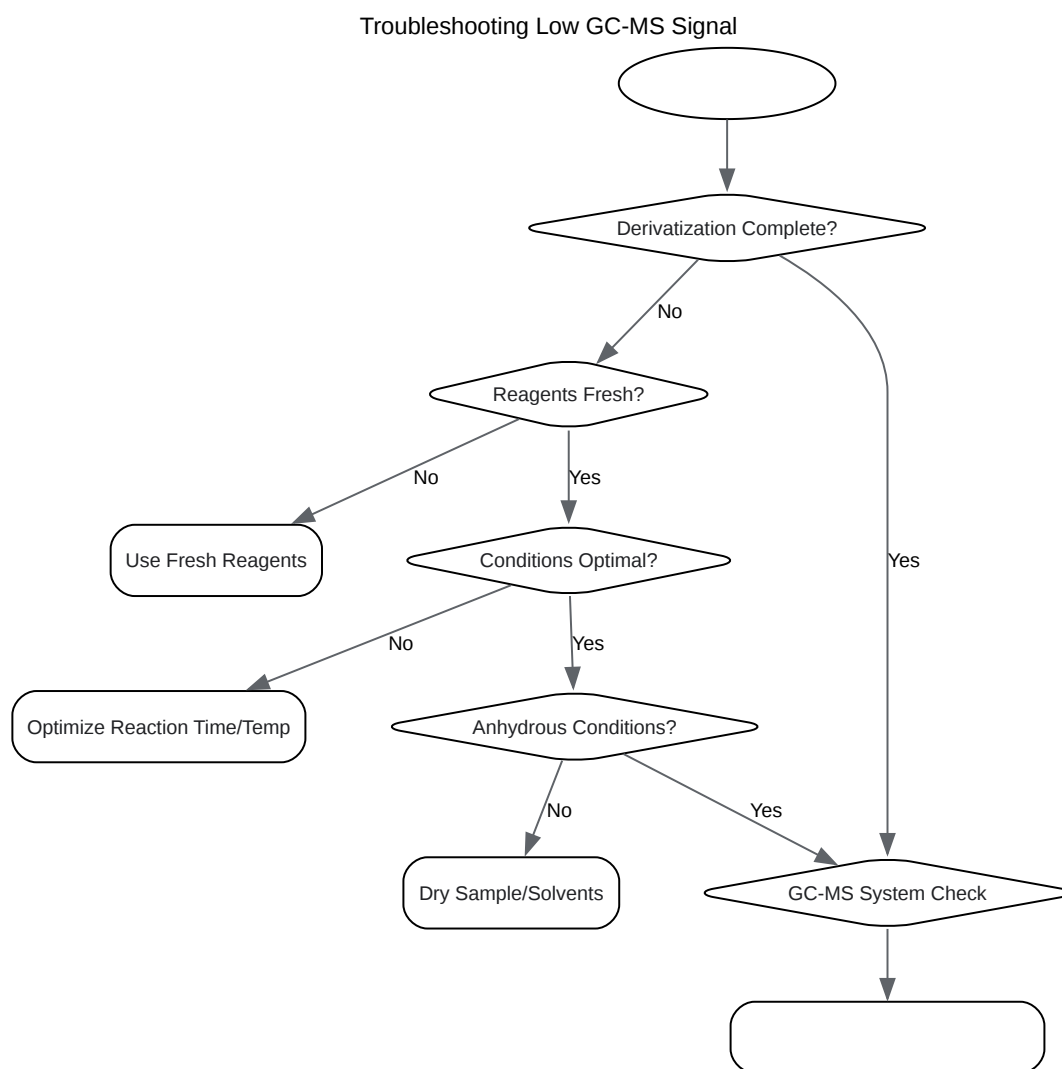 Troubleshooting Low GC-MS Signal
Derivatization Complete?
No
Reagents Fresh?
No
Yes
Use Fresh Reagents
Conditions Optimal?
Yes
No
Yes
Optimize Reaction Time/Temp
Anhydrous Conditions?
No
Yes
Dry Sample/Solvents
GC-MS System Check